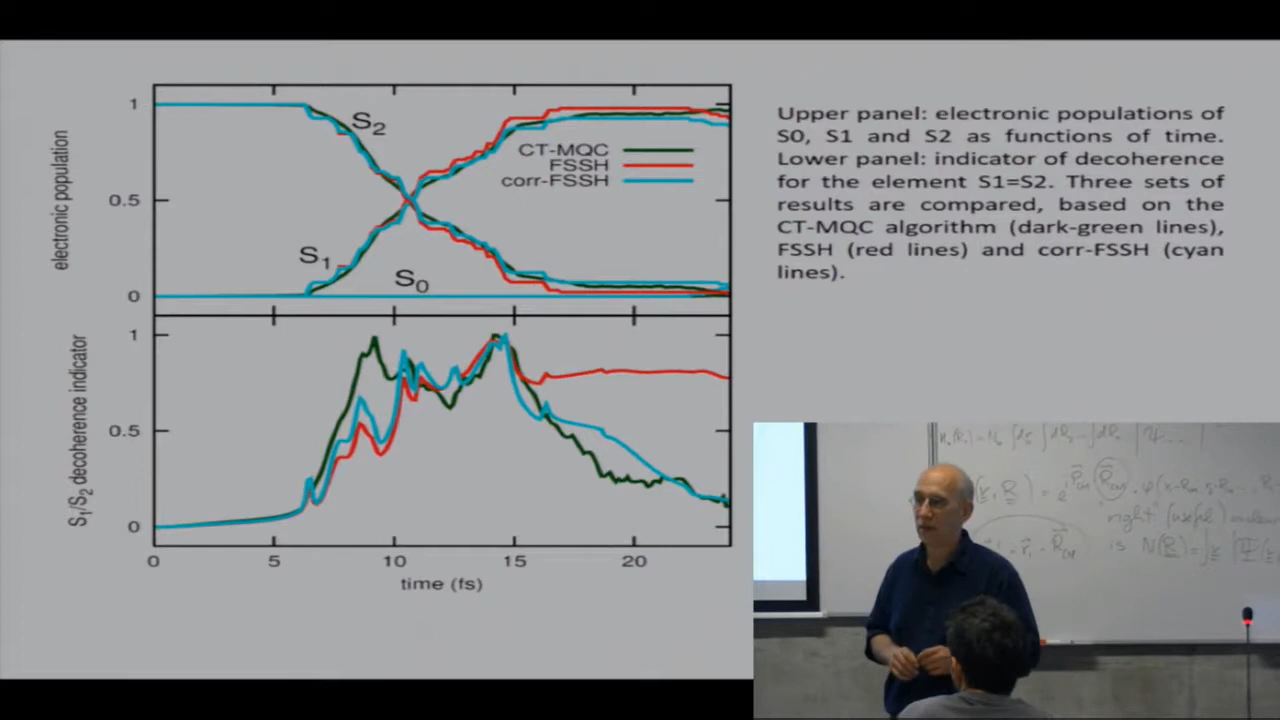 Upper panel: electronic populations of
S0, S1 and S2 as functions of time.
Lower panel: indicator of decoherence
for the element S1=S2. Three sets of
results are compared, based on the
CT-MQC algorithm (dark-green lines),
FSSH (red lines) and corr-FSSH (cyan
lines).
electronic population
1
0.5
0
S2
S1
S0
CT-MQC
FSSH
corr-FSSH
S1/S2 decoherence indicator
1
0.5
0
0 5 10 15 20
time (fs)
"right" (useful)
is N(R) =